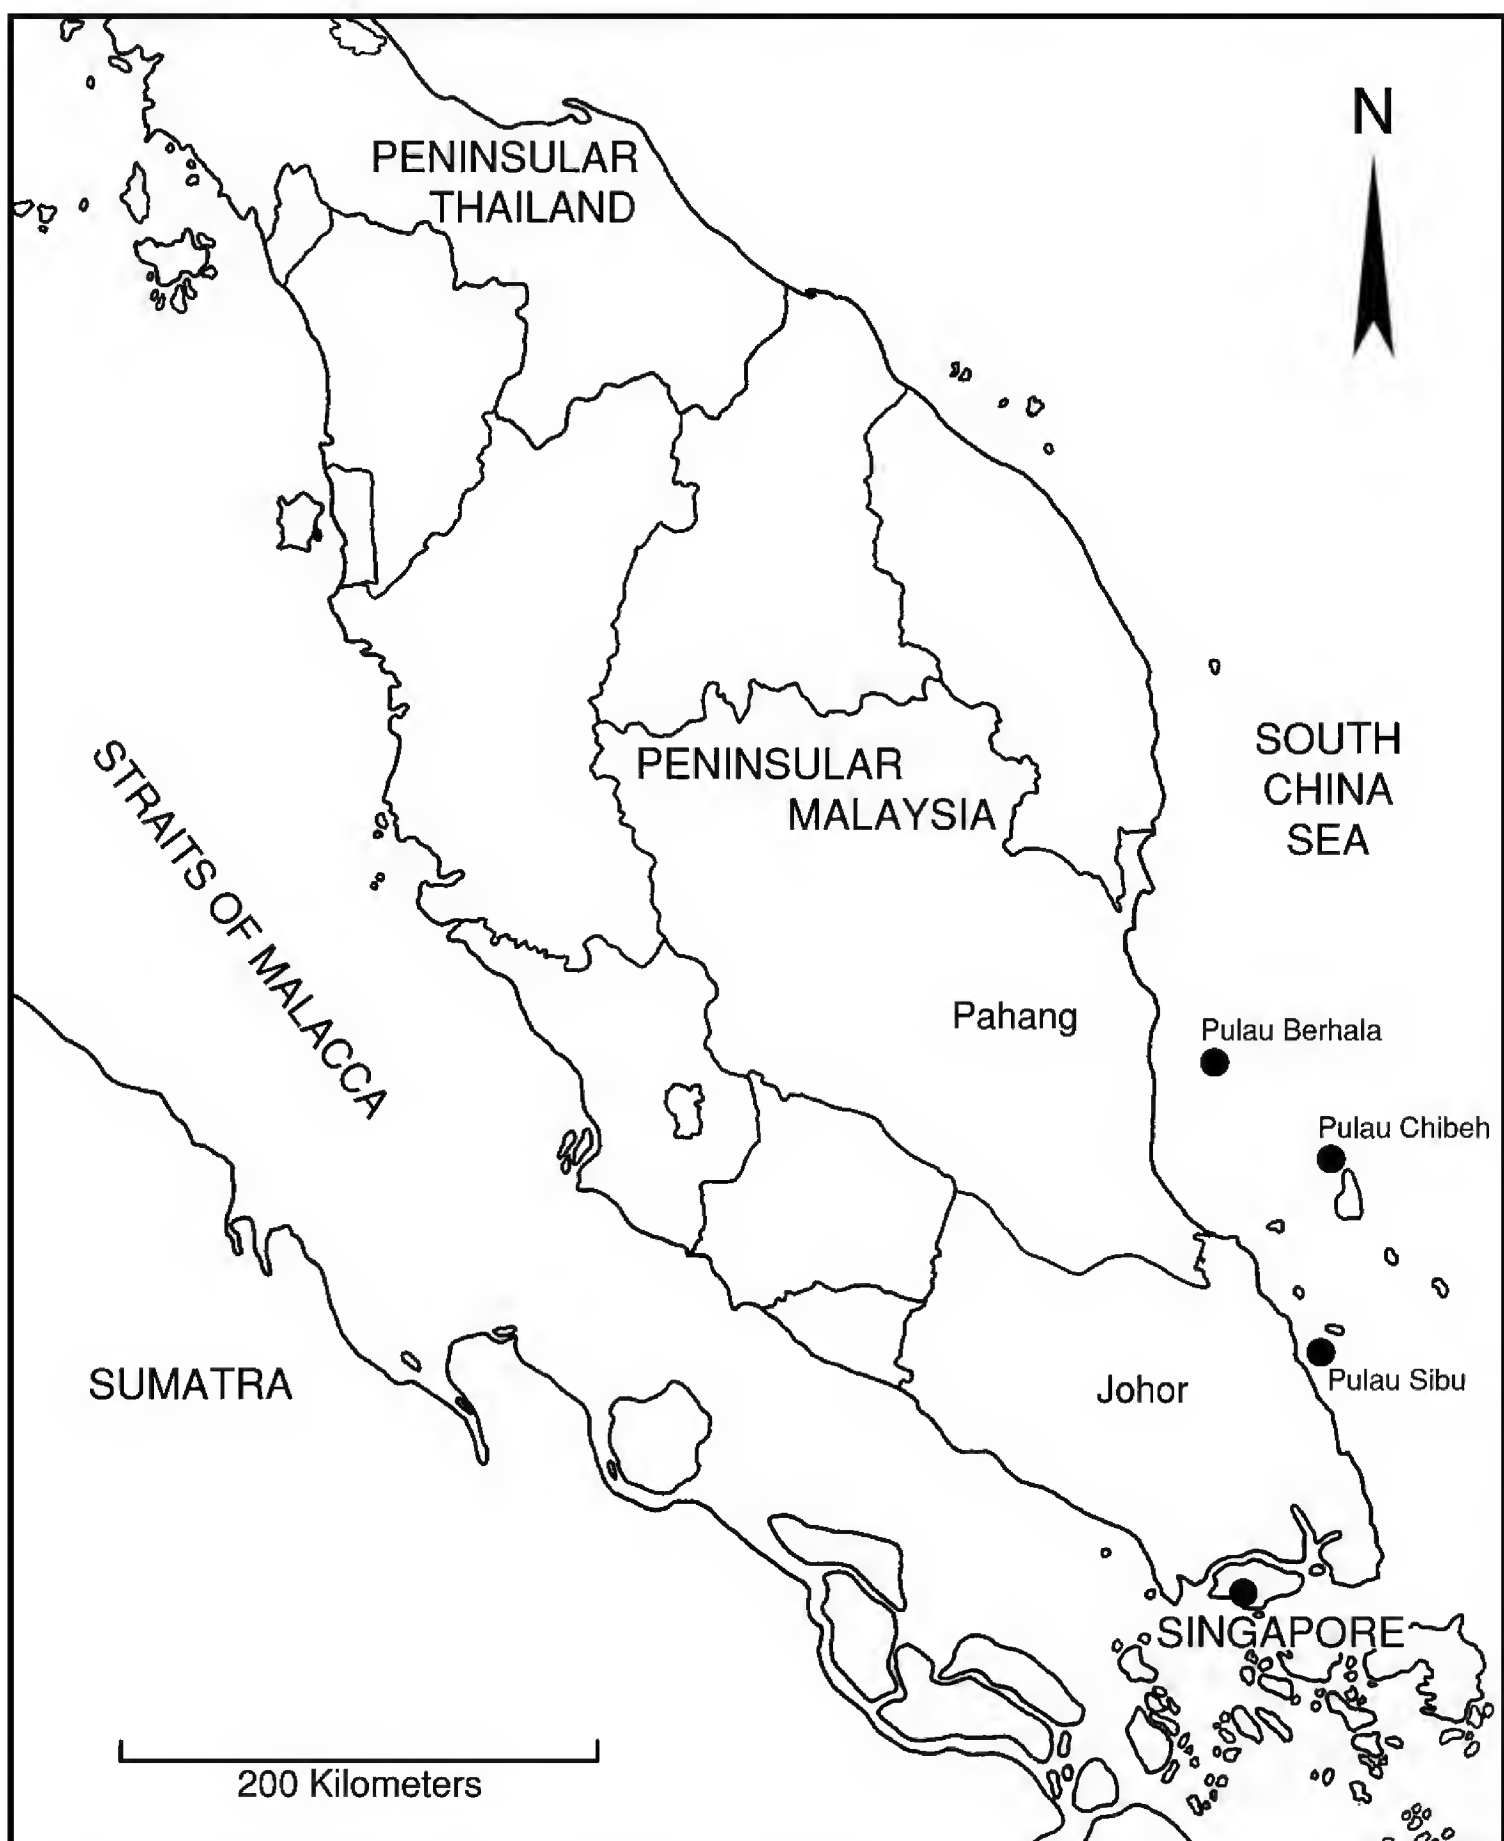 N
PENINSULAR
THAILAND
SOUTH
CHINA
SEA
PENINSULAR
MALAYSIA
STRAITS OF MALACCA
Pahang
Pulau Berhala
Pulau Chibeh
Pulau Sibu
SUMATRA
Johor
SINGAPORE
200 Kilometers